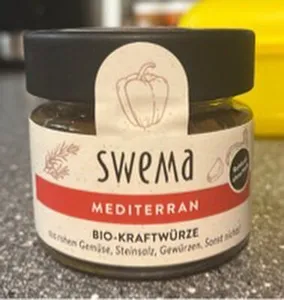 swema
MEDITERRAN
BIO-KRAFTWÜRZE
aus rohem Gemüse, Steinsalz, Gewürzen. Sonst nichts!